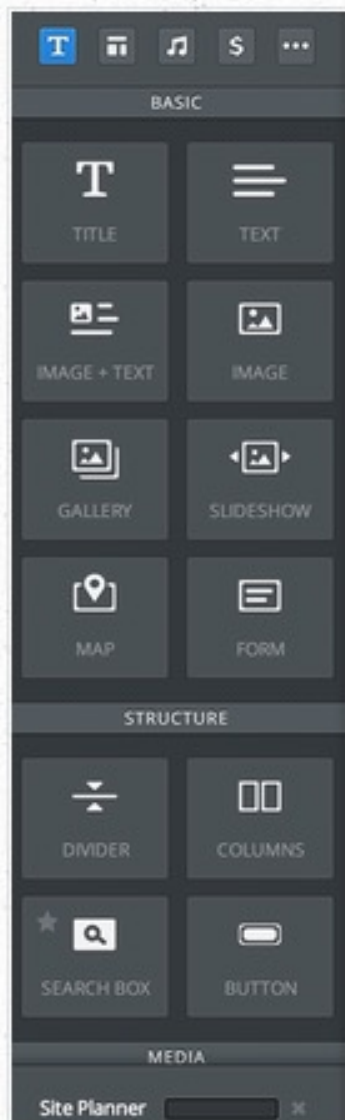 T $
BASIC
T
TITLE TEXT
IMAGE + TEXT IMAGE
GALLERY SLIDESHOW
MAP FORM
STRUCTURE
DIVIDER COLUMNS
SEARCH BOX BUTTON
MEDIA
Site Planner